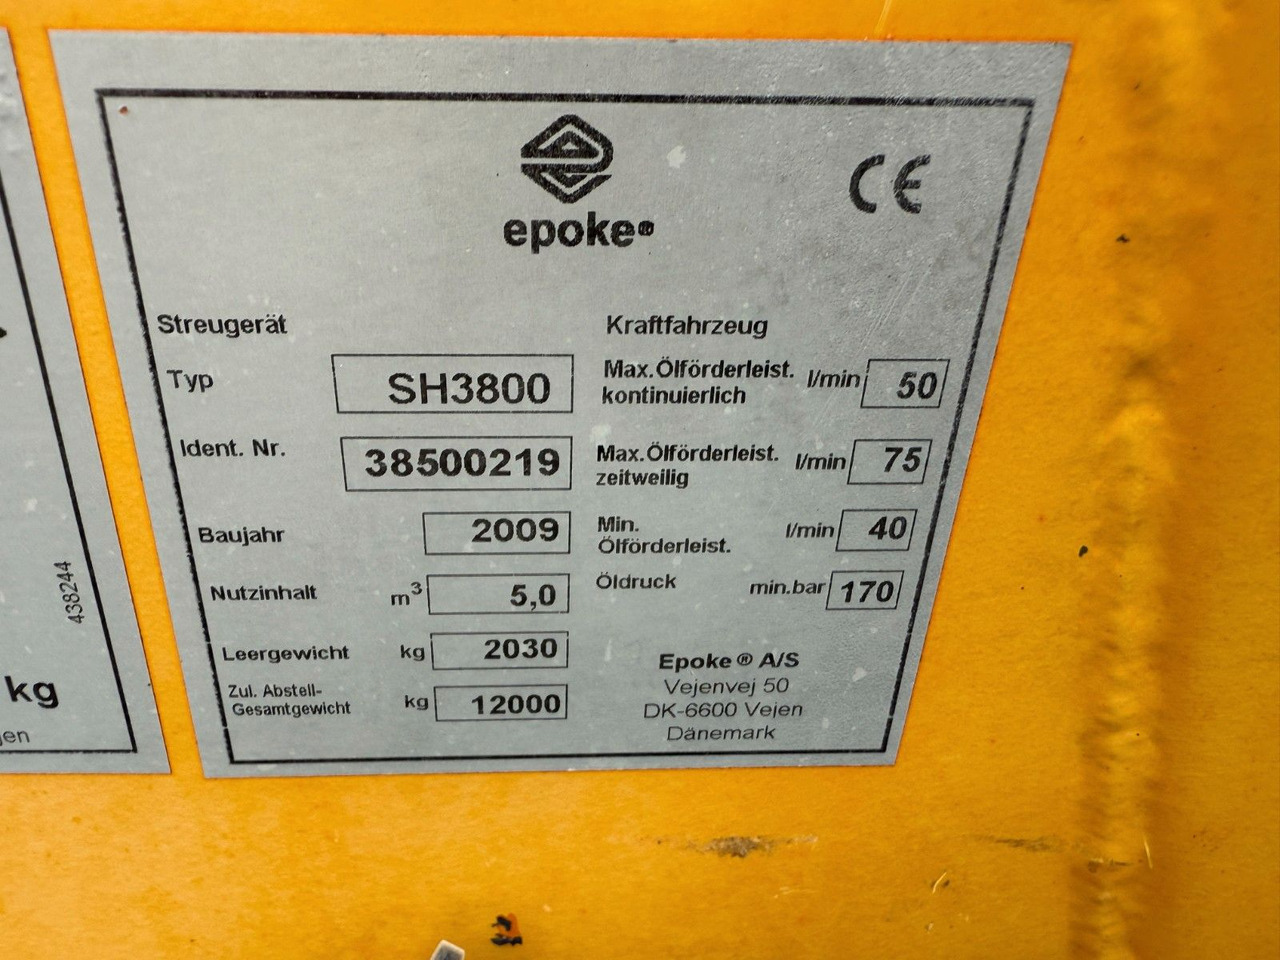 epoke®
CE
Streugerät
Typ SH3800
Ident. Nr. 38500219
Baujahr 2009
Nutzinhalt m³ 5,0
Leergewicht kg 2030
Zul. Abstell-
Gesamtgewicht kg 12000
Kraftfahrzeug
Max.Ölförderleist.
kontinuierlich l/min 50
Max.Ölförderleist.
zeitweilig l/min 75
Min.
Ölförderleist. l/min 40
Öldruck min.bar 170
Epoke® A/S
Vejenvej 50
DK-6600 Vejen
Dänemark
438244
kg